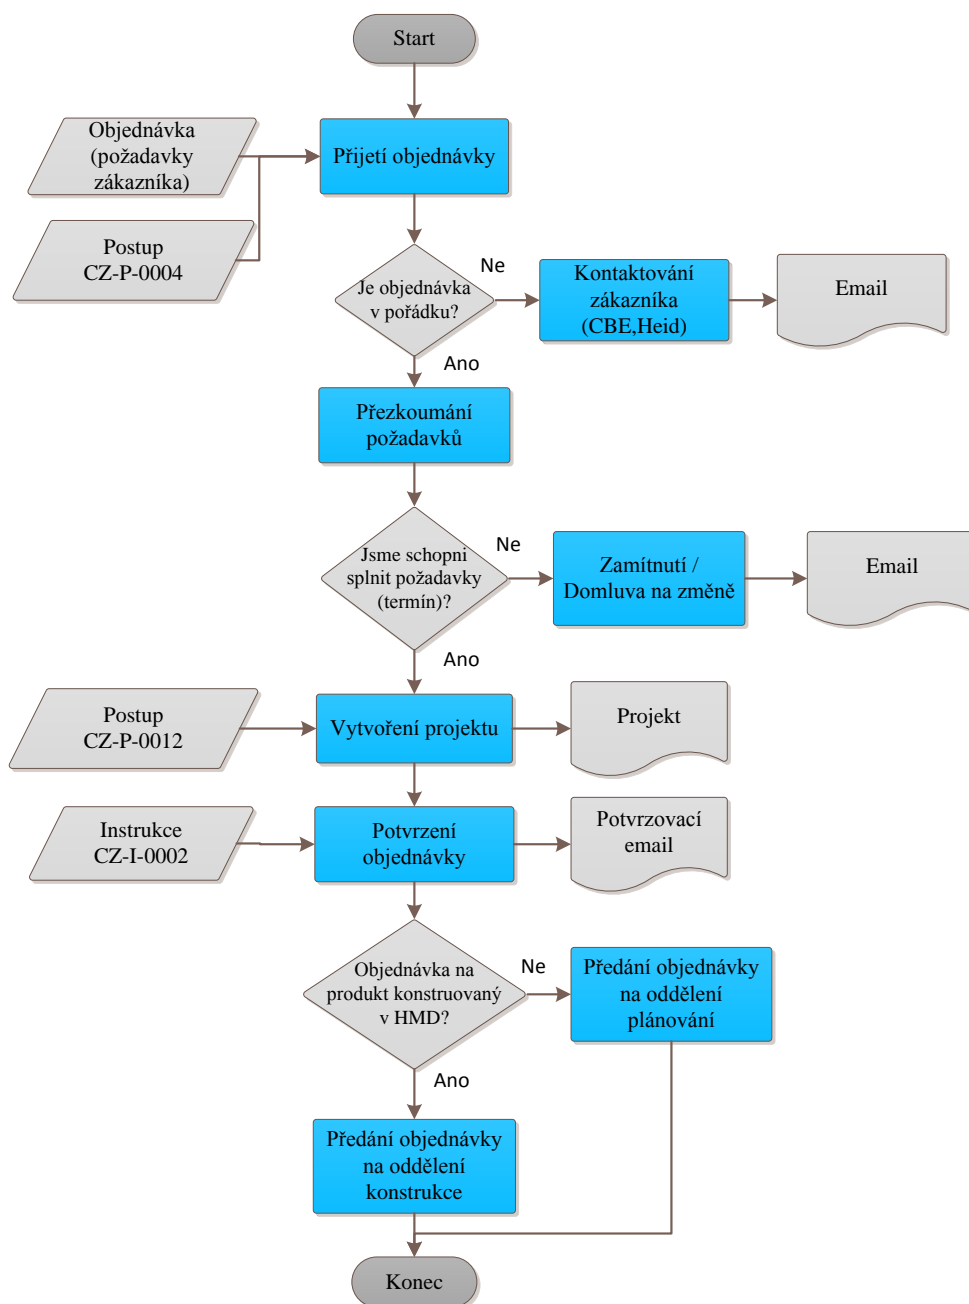 Start
Objednávka
(požadavky
zákazníka)
Přijetí objednávky
Postup
CZ-P-0004
Je objednávka
v pořádku?
Ne
Kontaktování
zákazníka
(CBE,Heid)
Email
Ano
Přezkoumání
požadavků
Jsme schopni
splnit požadavky
(termín)?
Ne
Zamítnutí /
Domluva na změně
Email
Ano
Postup
CZ-P-0012
Vytvoření projektu
Projekt
Instrukce
CZ-I-0002
Potvrzení
objednávky
Potvrzovací
email
Objednávka na
produkt konstruovaný
v HMD?
Ne
Předání objednávky
na oddělení
plánování
Ano
Předání objednávky
na oddělení
konstrukce
Konec